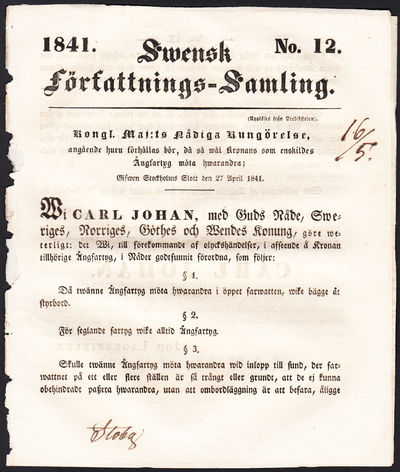 1841.
No. 12.
Swensk
Författnings-Samling.
(Uppläses från Predikstolen).
Kongl. Maj:ts Nådiga Kungörelse,
angående huru förhållas bör, då så wäl Kronans som enskildes
Ångfartyg möta hwarandra;
Gifwen Stockholms Slott den 27 April 1841.
16/5.
Wi CARL JOHAN, med Guds Nåde, Swe-
riges, Norriges, Göthes och Wendes Konung, göre we-
terligt: det Wi, till förekommande af olyckshändelser, i afseende å Kronan
tillhörige Ångfartyg, i Nåder godtfunnit förordna, som följer:
§ 1.
Då twänne Ångfartyg möta hwarandra i öppet farwatten, wike bägge åt
styrbord.
§ 2.
För seglande fartyg wike alltid Ångfartyg.
§ 3.
Skulle twänne Ångfartyg möta hwarandra wid inlopp till sund, der far-
wattnet på ett eller flere ställen är så trångt eller grundt, att de ej kunna
obehindradt passera hwarandra, utan att ombordläggning är att befara, åligge